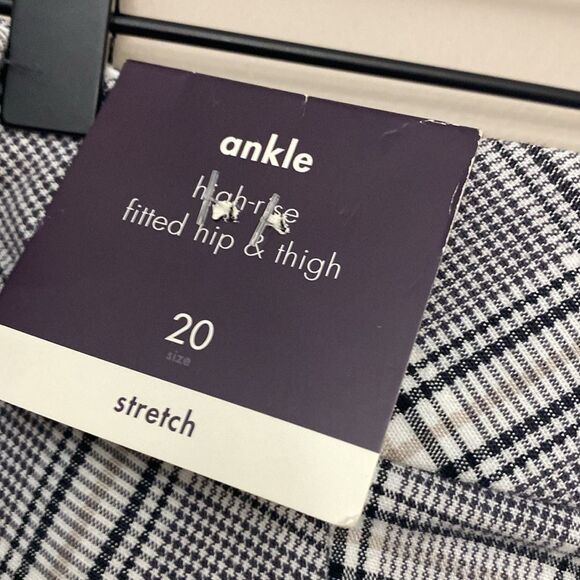 ankle
high-rise
fitted hip & thigh
20
size
stretch